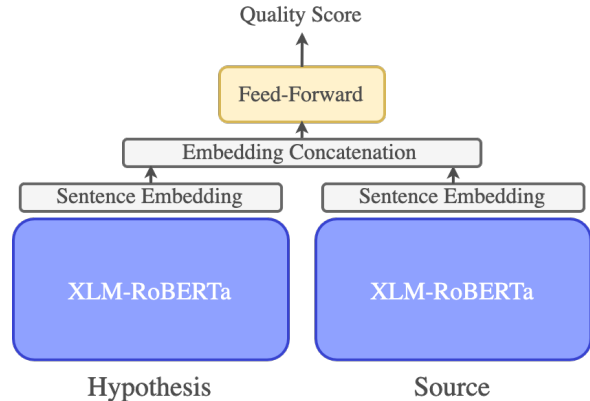 Quality Score
Feed-Forward
Embedding Concatenation
Sentence Embedding
Sentence Embedding
XLM-RoBERTa
XLM-RoBERTa
Hypothesis
Source